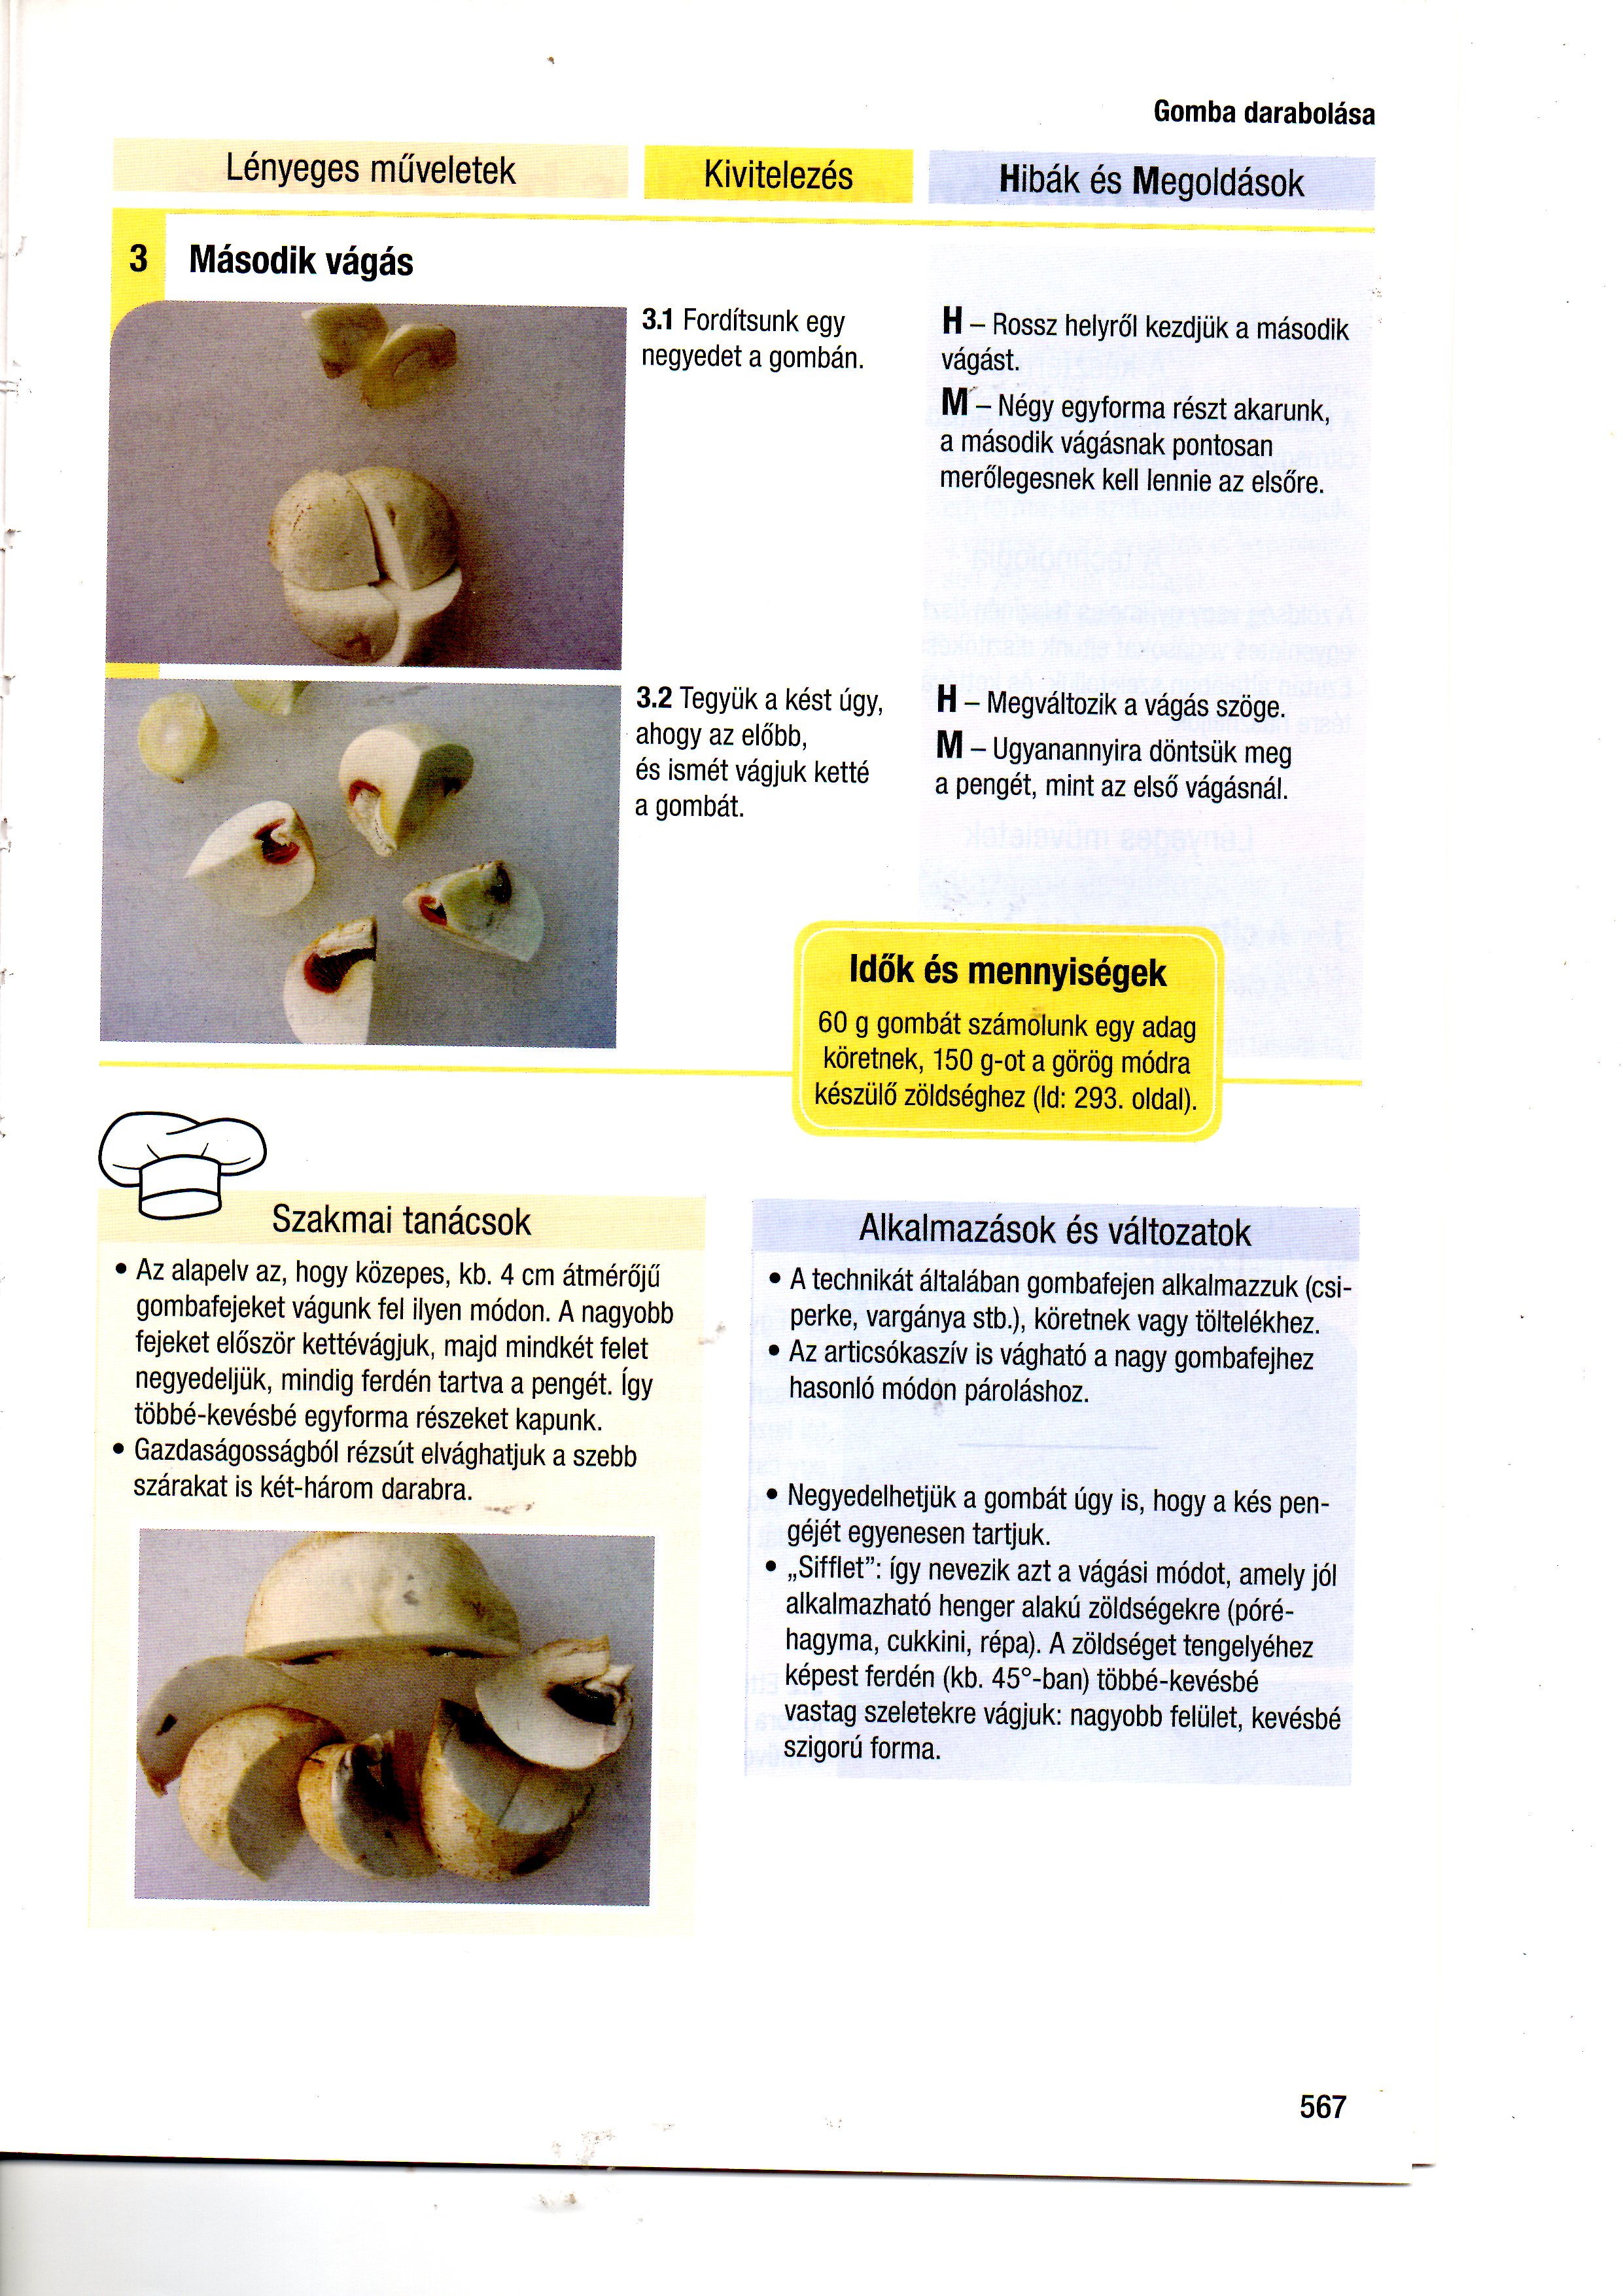 Gomba darabolása
Lényeges műveletek
Kivitelezés
Hibák és Megoldások
3 Második vágás
3.1 Fordítsunk egy
negyedet a gombán.
H – Rossz helyről kezdjük a második
vágást.
M – Négy egyforma részt akarunk,
a második vágásnak pontosan
merőlegesnek kell lennie az elsőre.
3.2 Tegyük a kést úgy,
ahogy az előbb,
és ismét vágjuk ketté
a gombát.
H – Megváltozik a vágás szöge.
M – Ugyanannyira döntsük meg
a pengét, mint az első vágásnál.
Idők és mennyiségek
60 g gombát számolunk egy adag
köretnek, 150 g-ot a görög módra
készülő zöldséghez (ld: 293. oldal).
Szakmai tanácsok
• Az alapelv az, hogy közepes, kb. 4 cm átmérőjű
gombafejeket vágunk fel ilyen módon. A nagyobb
fejeket először kettévágjuk, majd mindkét felet
negyedeljük, mindig ferdén tartva a pengét. Így
többé-kevésbé egyforma részeket kapunk.
• Gazdaságosságból rézsút elvághatjuk a szebb
szárakat is két-három darabra.
Alkalmazások és változatok
• A technikát általában gombafejen alkalmazzuk (csi-
perke, vargánya stb.), köretnek vagy töltelékhez.
• Az articsókaszív is vágható a nagy gombafejhez
hasonló módon pároláshoz.
• Negyedelhetjük a gombát úgy is, hogy a kés pen-
géjét egyenesen tartjuk.
• „Sifflet”: így nevezik azt a vágási módot, amely jól
alkalmazható henger alakú zöldségekre (póré-
hagyma, cukkini, répa). A zöldséget tengelyéhez
képest ferdén (kb. 45°-ban) többé-kevésbé
vastag szeletekre vágjuk: nagyobb felület, kevésbé
szigorú forma.
567